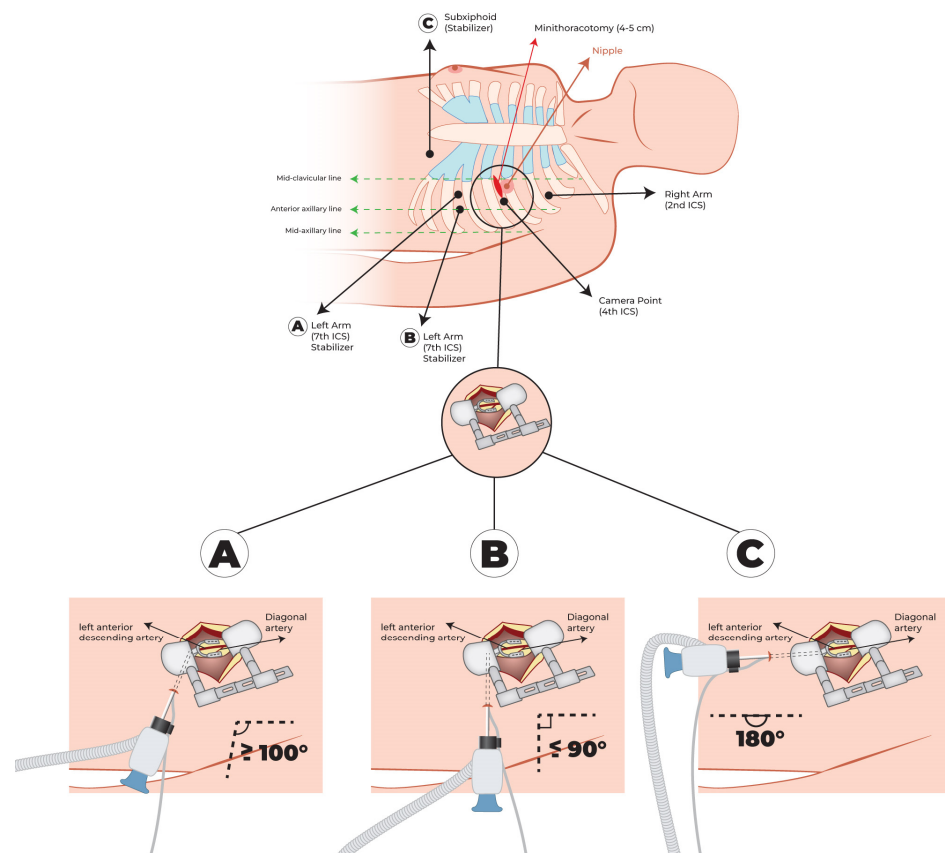 C
Subxiphoid
(Stabilizer)
Minithoracotomy (4-5 cm)
Nipple
Mid-clavicular line
Anterior axillary line
Mid-axillary line
Right Arm
(2nd ICS)
Camera Point
(4th ICS)
A
Left Arm
(7th ICS)
Stabilizer
B
Left Arm
(7th ICS)
Stabilizer
A
B
C
left anterior
descending artery
Diagonal
artery
≥ 100°
left anterior
descending artery
Diagonal
artery
≤ 90°
left anterior
descending artery
Diagonal
artery
180°